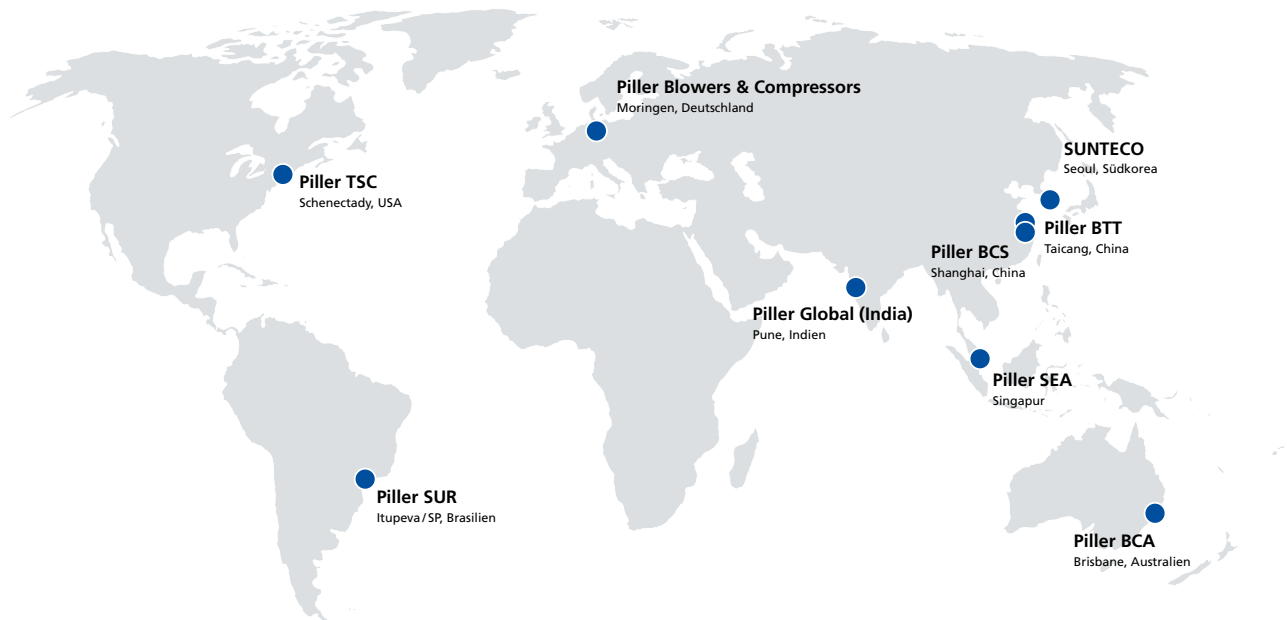 Piller Blowers & Compressors
Moringen, Deutschland
SUNTECO
Seoul, Südkorea
Piller TSC
Schenectady, USA
Piller BTT
Taicang, China
Piller BCS
Shanghai, China
Piller Global (India)
Pune, Indien
Piller SEA
Singapur
Piller SUR
Itupeva/SP, Brasilien
Piller BCA
Brisbane, Australien